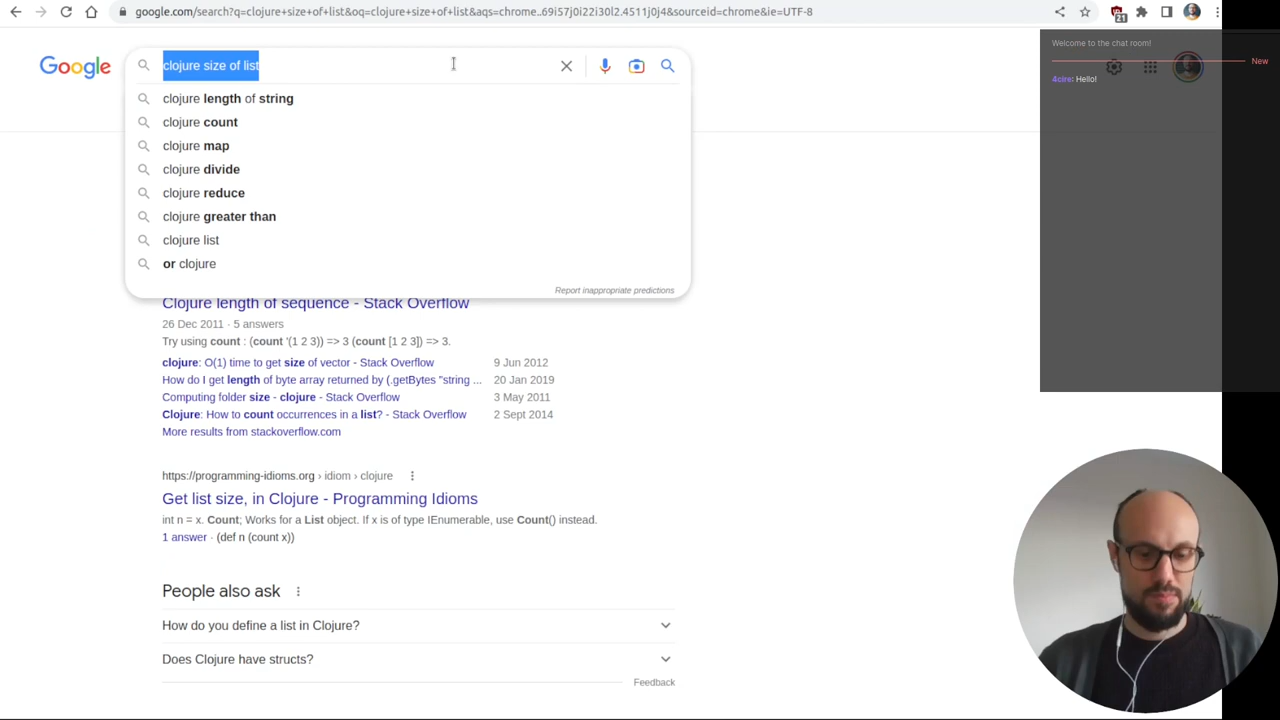 google.com/search?q=clojure+size+of+list&oq=clojure+size+of+list&aqs=chrome..69i57j0i22i30l2.4511j0j4&sourceid=chrome&ie=UTF-8
21
Welcome to the chat room!
New
4cire: Hello!
Google
clojure size of list
clojure length of string
clojure count
clojure map
clojure divide
clojure reduce
clojure greater than
clojure list
or clojure
Report inappropriate predictions
Clojure length of sequence - Stack Overflow
26 Dec 2011 · 5 answers
Try using count : (count '(1 2 3)) => 3 (count [1 2 3]) => 3.
clojure: O(1) time to get size of vector - Stack Overflow 9 Jun 2012
How do I get length of byte array returned by (.getBytes "string ... 20 Jan 2019
Computing folder size - clojure - Stack Overflow 3 May 2011
Clojure: How to count occurrences in a list? - Stack Overflow 2 Sept 2014
More results from stackoverflow.com
https://programming-idioms.org › idiom › clojure
Get list size, in Clojure - Programming Idioms
int n = x. Count; Works for a List object. If x is of type IEnumerable, use Count() instead.
1 answer · (def n (count x))
People also ask
How do you define a list in Clojure?
Does Clojure have structs?
Feedback